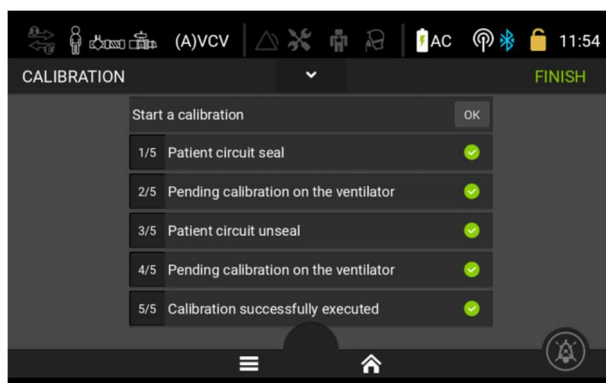 (A)VCV AC 11:54
CALIBRATION FINISH
Start a calibration OK
1/5 Patient circuit seal
2/5 Pending calibration on the ventilator
3/5 Patient circuit unseal
4/5 Pending calibration on the ventilator
5/5 Calibration successfully executed